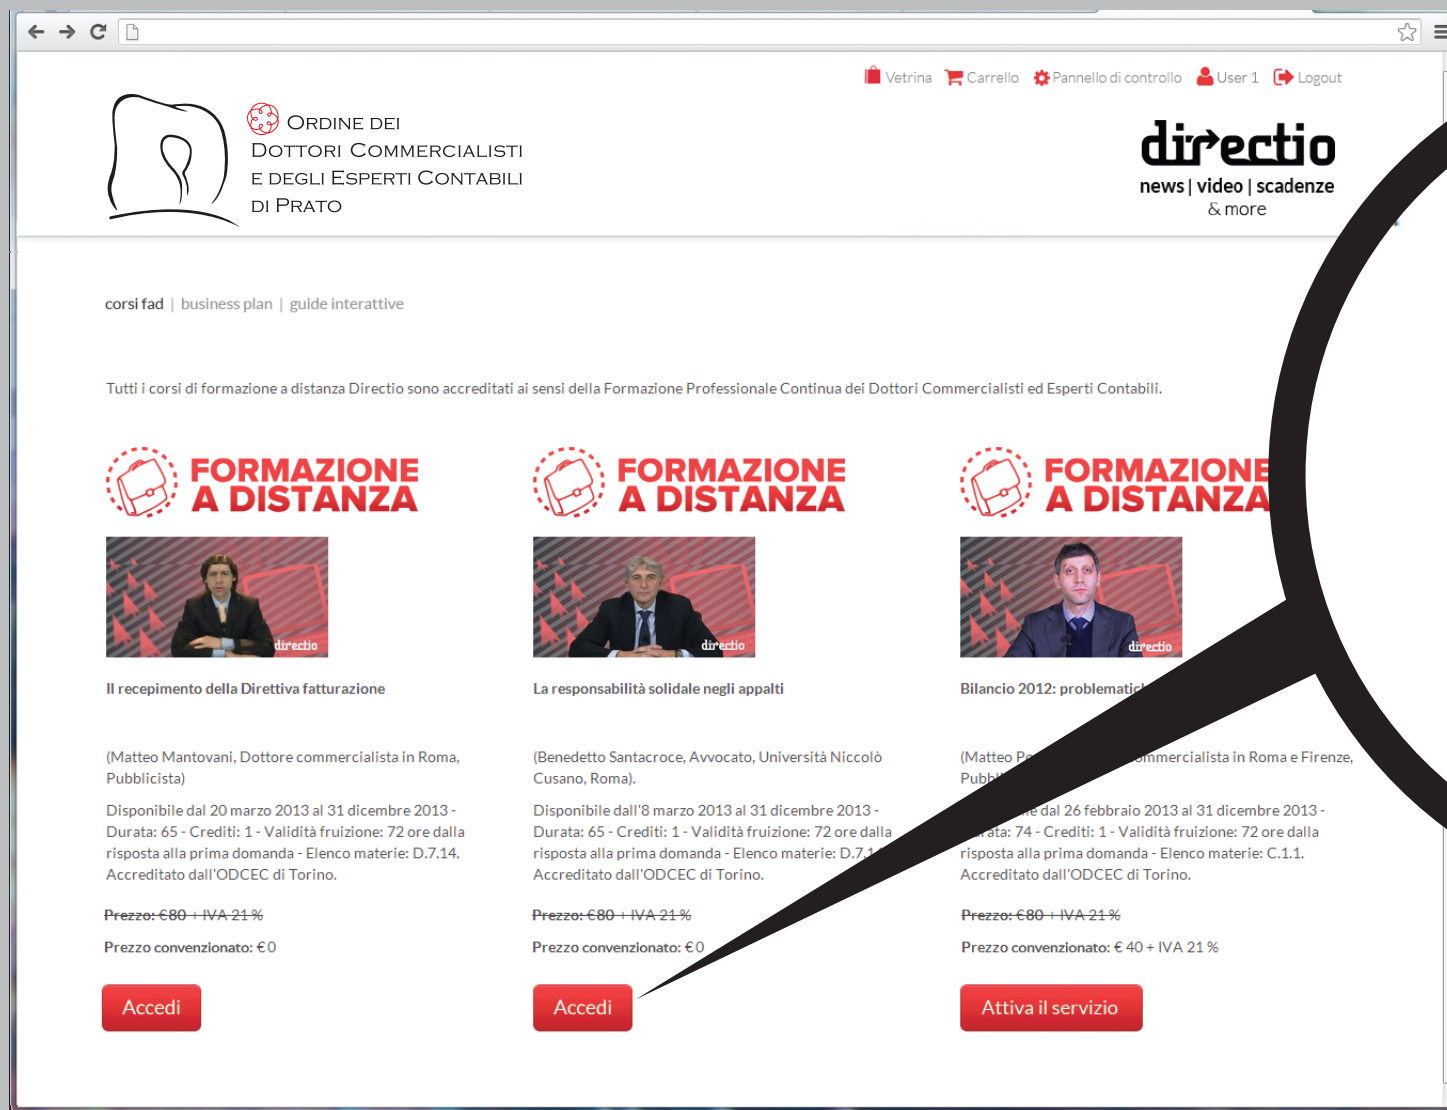 Vetrina Carrello Pannello di controllo User 1 Logout
ORDINE DEI
DOTTORI COMMERCIALISTI
E DEGLI ESPERTI CONTABILI
DI PRATO
directio
news | video | scadenze
& more
corsi fad | business plan | guide interattive
Tutti i corsi di formazione a distanza Directio sono accreditati ai sensi della Formazione Professionale Continua dei Dottori Commercialisti ed Esperti Contabili.
FORMAZIONE
A DISTANZA
directio
Il recepimento della Direttiva fatturazione
(Matteo Mantovani, Dottore commercialista in Roma,
Pubblicista)
Disponibile dal 20 marzo 2013 al 31 dicembre 2013 -
Durata: 65 - Crediti: 1 - Validità fruizione: 72 ore dalla
risposta alla prima domanda - Elenco materie: D.7.14.
Accreditato dall'ODCEC di Torino.
Prezzo: €80 + IVA 21 %
Prezzo convenzionato: € 0
Accedi
FORMAZIONE
A DISTANZA
directio
La responsabilità solidale negli appalti
(Benedetto Santacroce, Avvocato, Università Niccolò
Cusano, Roma).
Disponibile dall'8 marzo 2013 al 31 dicembre 2013 -
Durata: 65 - Crediti: 1 - Validità fruizione: 72 ore dalla
risposta alla prima domanda - Elenco materie:
Accreditato dall'ODCEC di Torino.
Prezzo: €80 + IVA 21 %
Prezzo convenzionato: € 0
Accedi
FORMAZIONE
A DISTANZA
directio
Bilancio 2012:
(Matteo in Roma e Firenze,
dal 26 febbraio 2013 al 31 dicembre 2013 -
74 - Crediti: 1 - Validità fruizione: 72 ore dalla
risposta alla prima domanda - Elenco materie: C.1.1.
Accreditato dall'ODCEC di Torino.
Prezzo: €80 + IVA 21 %
Prezzo convenzionato: € 40 + IVA 21 %
Attiva il servizio